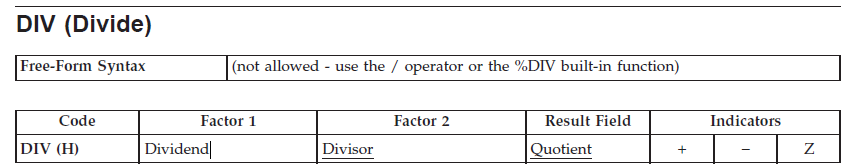 DIV (Divide)
Free-Form Syntax (not allowed - use the / operator or the %DIV built-in function)
Code Factor 1 Factor 2 Result Field Indicators
DIV (H) Dividend Divisor Quotient + − Z